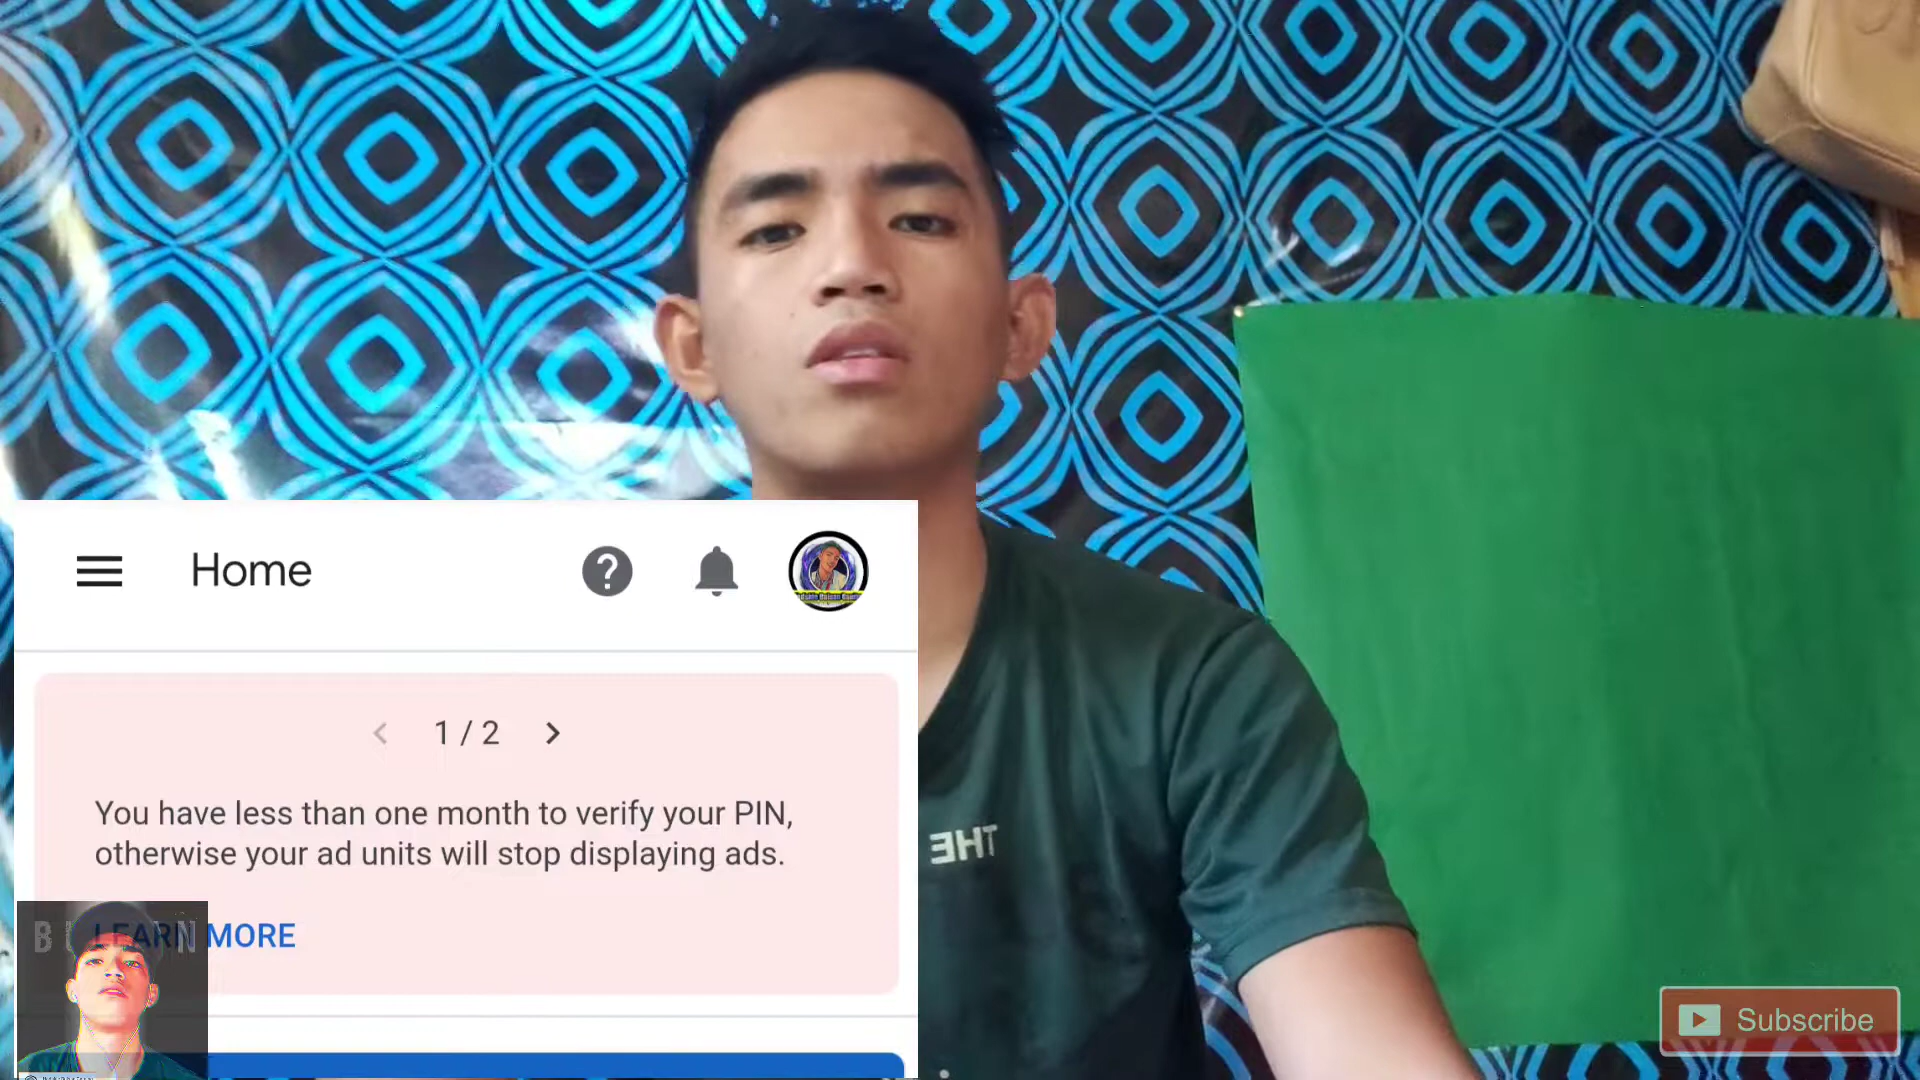 Home
1 / 2
You have less than one month to verify your PIN,
otherwise your ad units will stop displaying ads.
LEARN MORE
THE
Subscribe